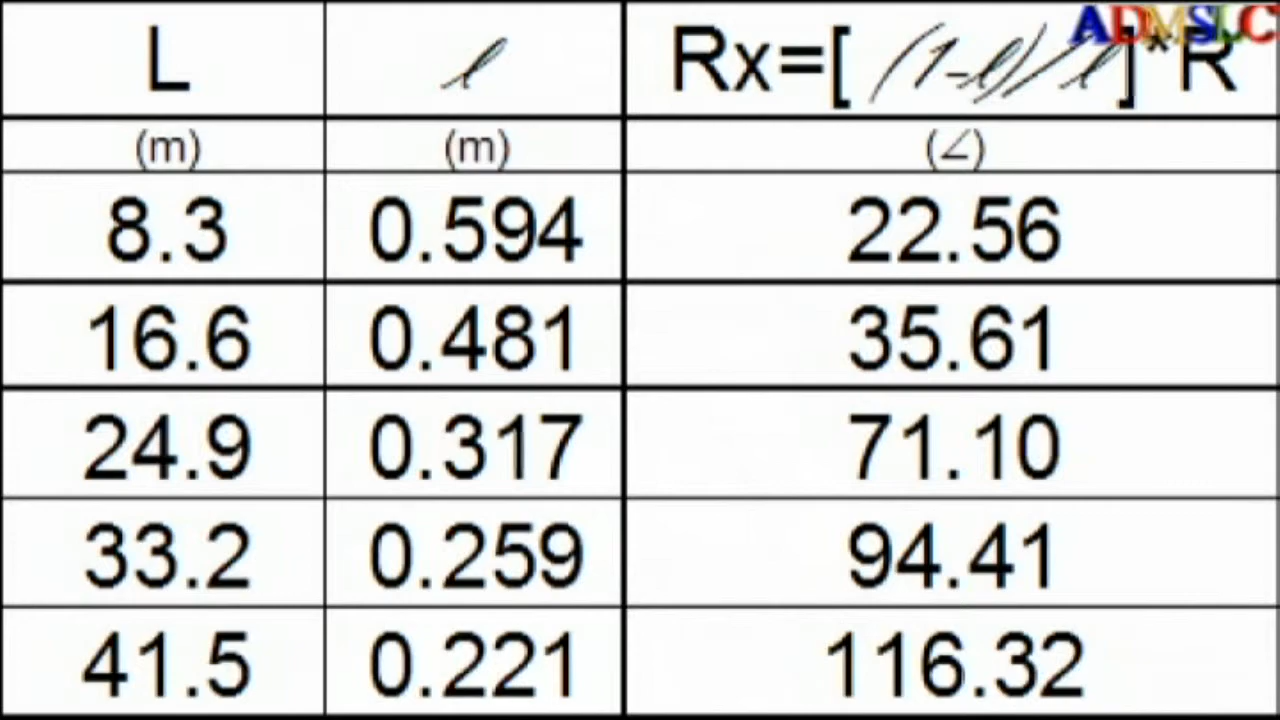 ADMSLC
L ℓ Rx=[ (1-ℓ)/ℓ]*R
(m) (m) (∠)
8.3 0.594 22.56
16.6 0.481 35.61
24.9 0.317 71.10
33.2 0.259 94.41
41.5 0.221 116.32